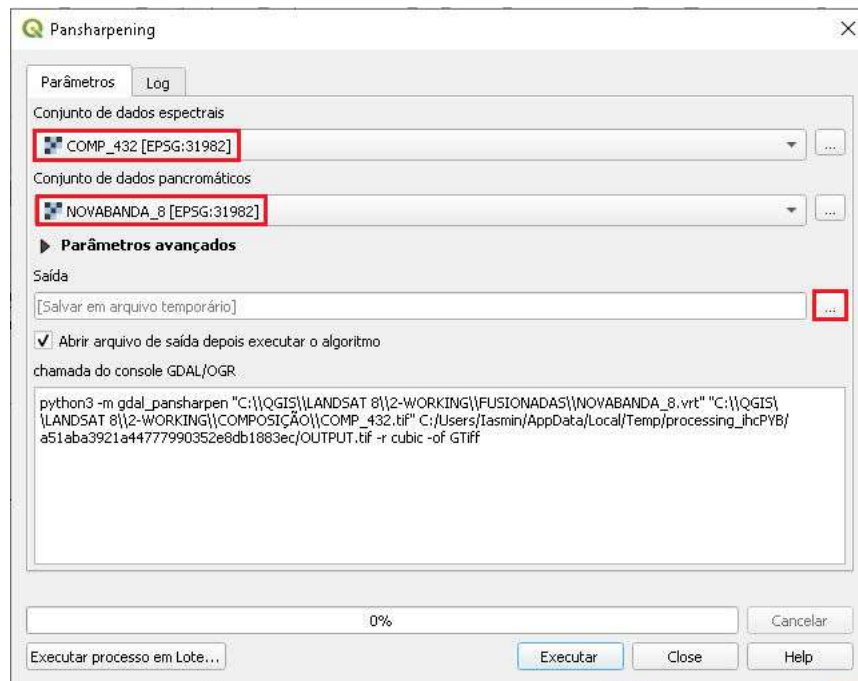 Pansharpening
Parâmetros
Log
Conjunto de dados espectrais
COMP_432 [EPSG:31982]
...
Conjunto de dados pancromáticos
NOVABANDA_8 [EPSG:31982]
...
Parâmetros avançados
Saída
[Salvar em arquivo temporário]
...
Abrir arquivo de saída depois executar o algoritmo
chamada do console GDAL/OGR
python3 -m gdal_pansharpen "C:\\QGIS\\LANDSAT 8\\2-WORKING\\FUSIONADAS\\NOVABANDA_8.vrt" "C:\\QGIS\
\LANDSAT 8\\2-WORKING\\COMPOSIÇÃO\\COMP_432.tif" C:/Users/Iasmin/AppData/Local/Temp/processing_ihcPYB/
a51aba3921a44777990352e8db1883ec/OUTPUT.tif -r cubic -of GTiff
0%
Cancelar
Executar processo em Lote...
Executar
Close
Help